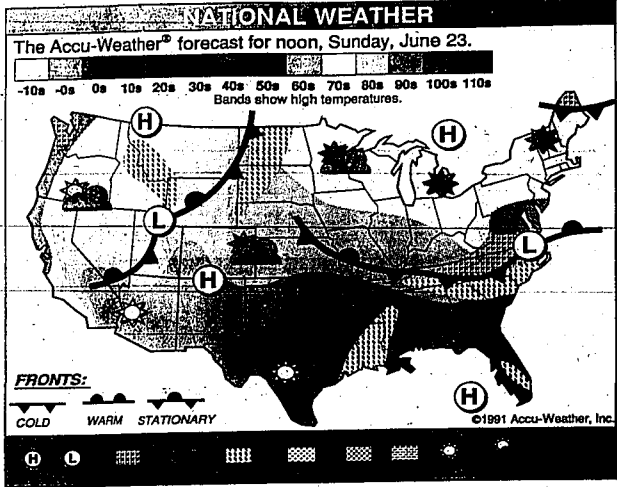 NATIONAL WEATHER
The Accu-Weather® forecast for noon, Sunday, June 23.
-10s -0s 0s 10s 20s 30s 40s 50s 60s 70s 80s 90s 100s 110s
Bands show high temperatures.
H
H
L
L
H
H
FRONTS:
COLD WARM STATIONARY
©1991 Accu-Weather, Inc.
H L